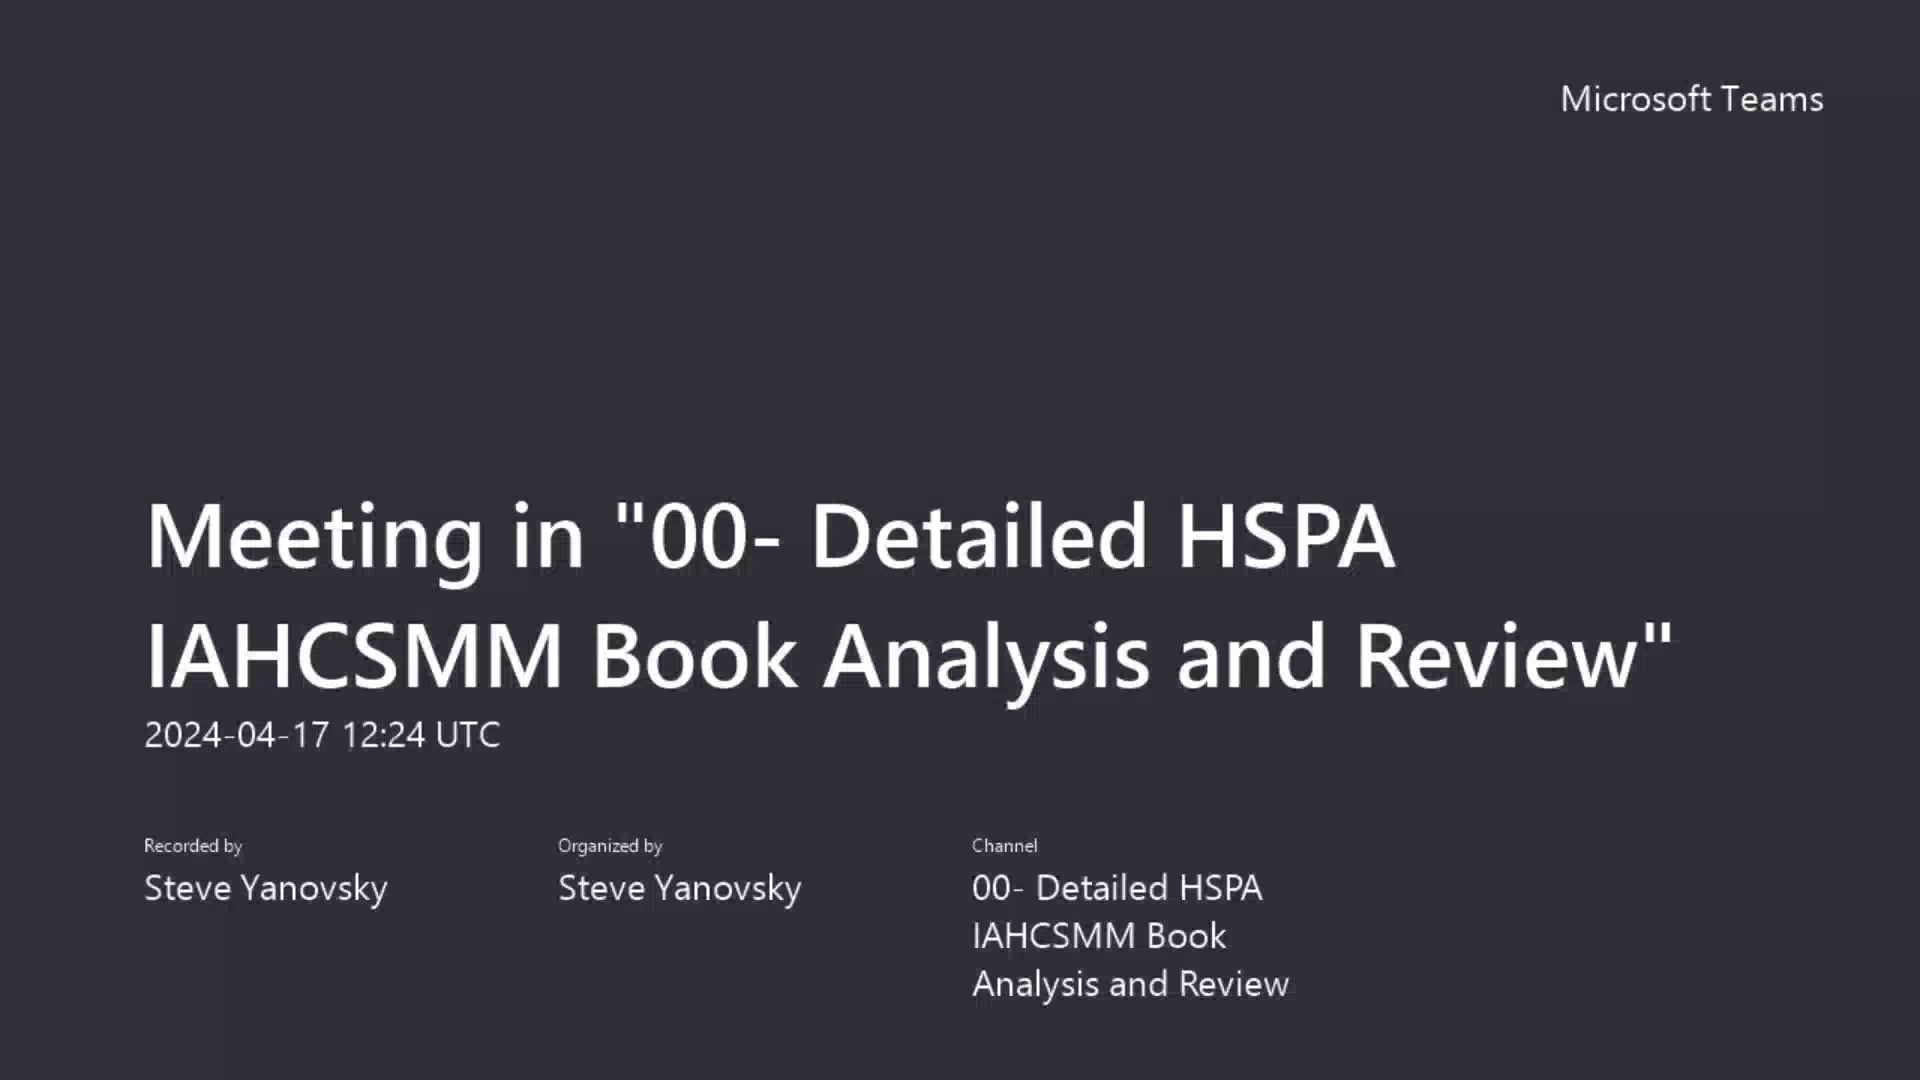 Microsoft Teams
Meeting in "00- Detailed HSPA
IAHCSMM Book Analysis and Review"
2024-04-17 12:24 UTC
Recorded by
Steve Yanovsky
Organized by
Steve Yanovsky
Channel
00- Detailed HSPA
IAHCSMM Book
Analysis and Review